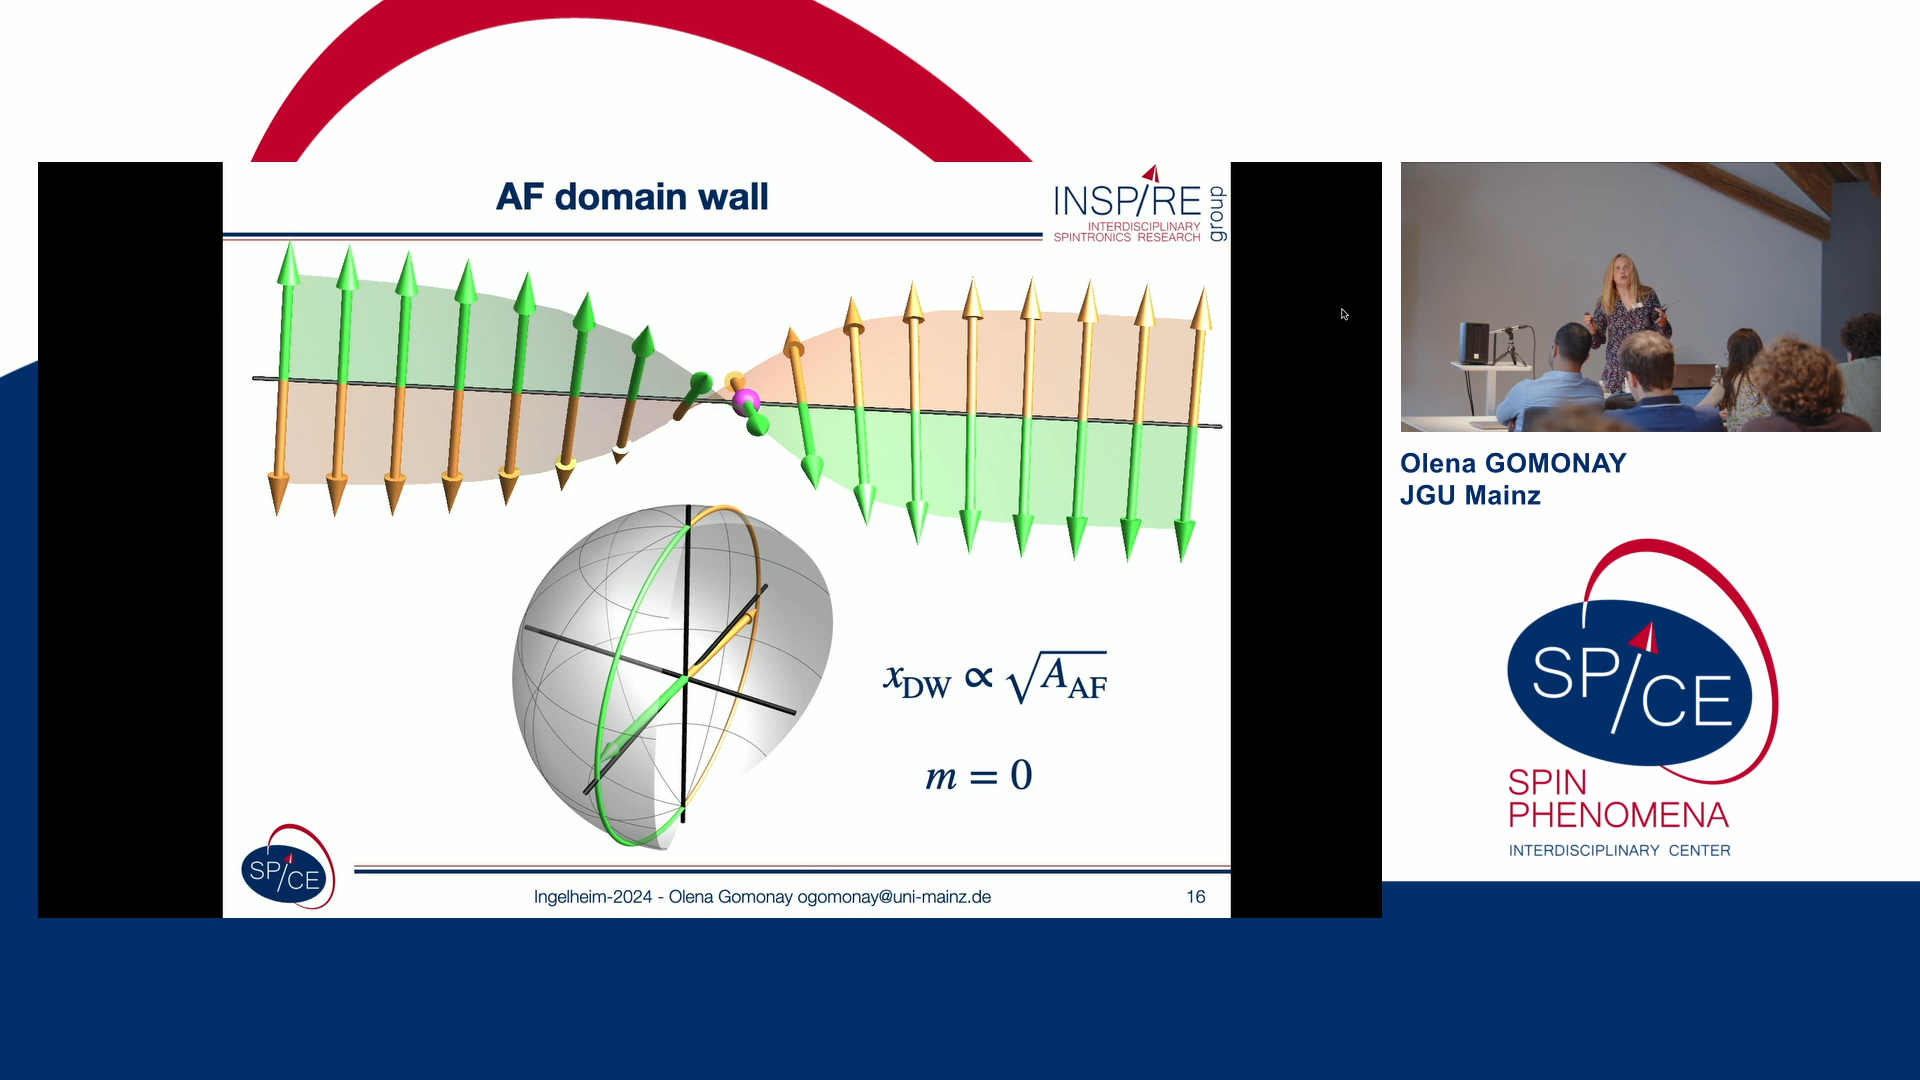 AF domain wall
INSPIRE
group
INTERDISCIPLINARY
SPINTRONICS RESEARCH
x_DW ∝ √A_AF
m = 0
SPICE
Ingelheim-2024 - Olena Gomonay ogomonay@uni-mainz.de
16
Olena GOMONAY
JGU Mainz
SPICE
SPIN
PHENOMENA
INTERDISCIPLINARY CENTER